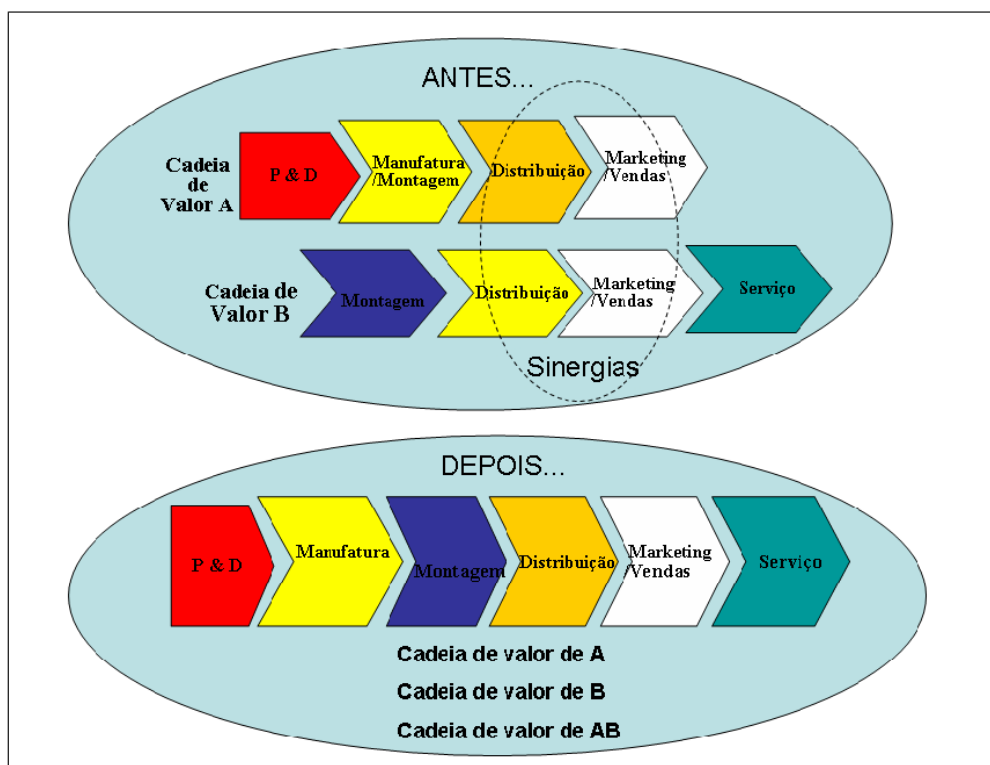 ANTES...
Cadeia
de
Valor A
P & D
Manufatura
/Montagem
Distribuição
Marketing
/Vendas
Cadeia de
Valor B
Montagem
Distribuição
Marketing
/Vendas
Serviço
Sinergias
DEPOIS...
P & D
Manufatura
Montagem
Distribuição
Marketing
/Vendas
Serviço
Cadeia de valor de A
Cadeia de valor de B
Cadeia de valor de AB